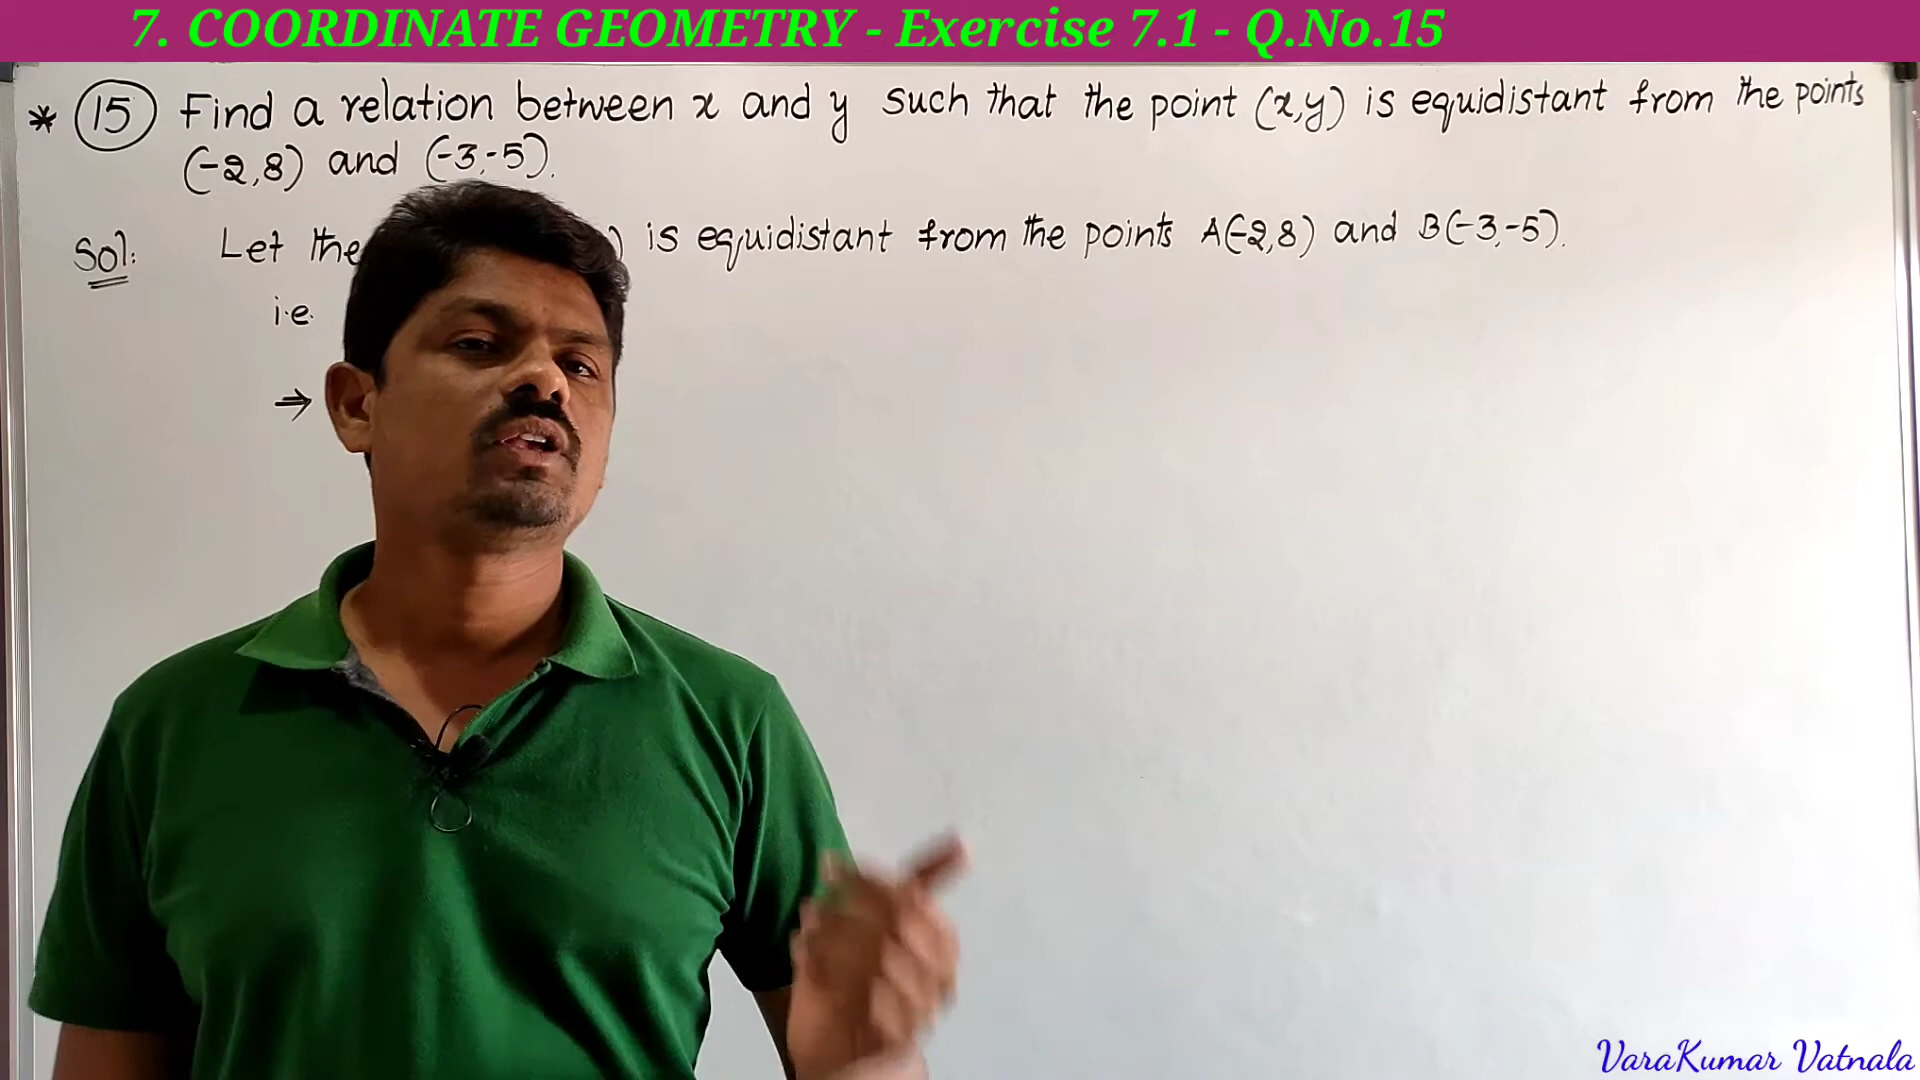 7. COORDINATE GEOMETRY - Exercise 7.1 - Q.No.15
* 15 Find a relation between x and y such that the point (x,y) is equidistant from the points
(-2,8) and (-3,-5).
Sol: Let the ) is equidistant from the points A(-2,8) and B(-3,-5).
i.e.
⇒
VaraKumar Vatnala